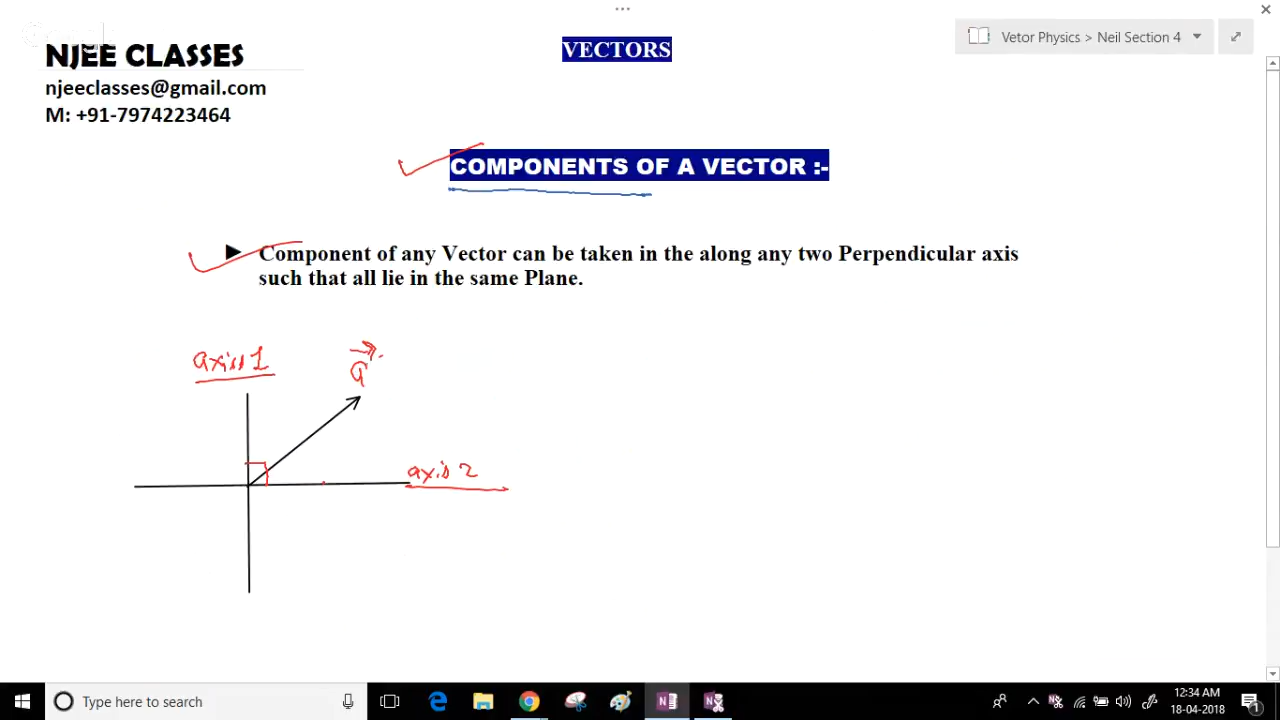 NJEE CLASSES
njeeclasses@gmail.com
M: +91-7974223464
VECTORS
Vetor Physics > Neil Section 4
COMPONENTS OF A VECTOR :-
► Component of any Vector can be taken in the along any two Perpendicular axis
such that all lie in the same Plane.
axis 1
a
axis 2
Type here to search
12:34 AM
18-04-2018
1